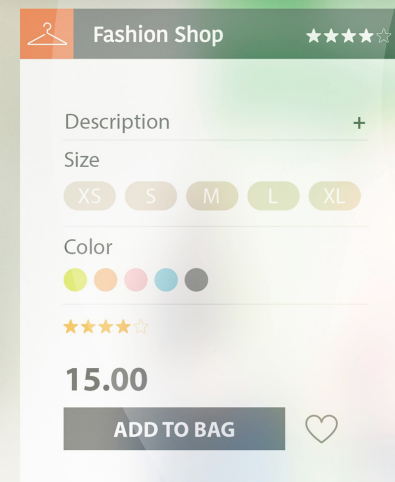 Fashion Shop
Description +
Size
XS S M L XL
Color
15.00
ADD TO BAG